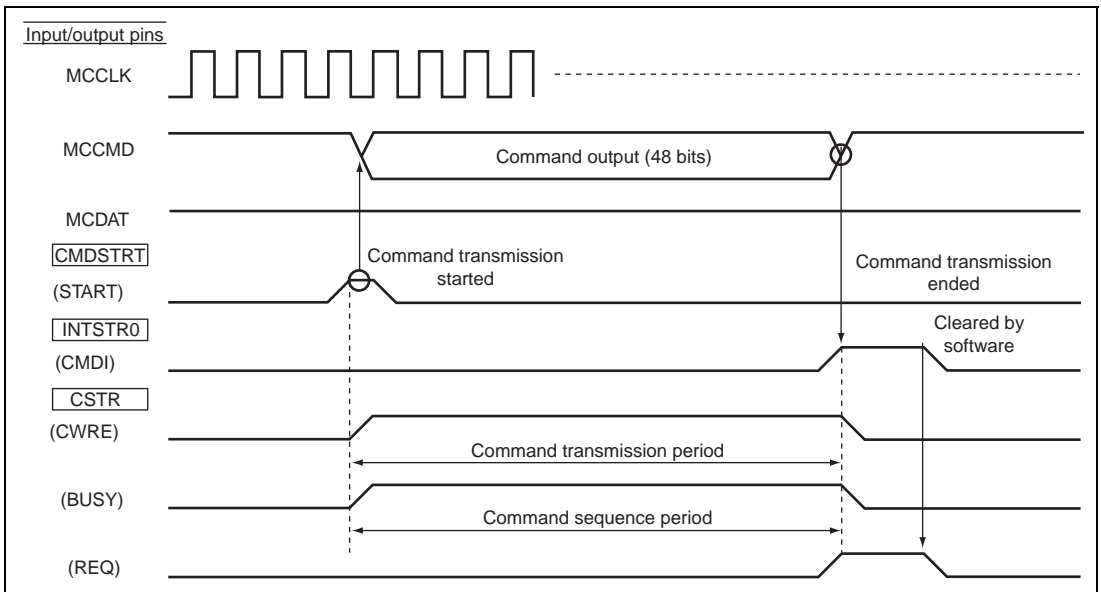 Input/output pins
MCCLK
MCCMD
Command output (48 bits)
MCDAT
CMDSTRT
(START)
Command transmission
started
Command transmission
ended
INTSTR0
(CMDI)
Cleared by
software
CSTR
(CWRE)
Command transmission period
(BUSY)
Command sequence period
(REQ)